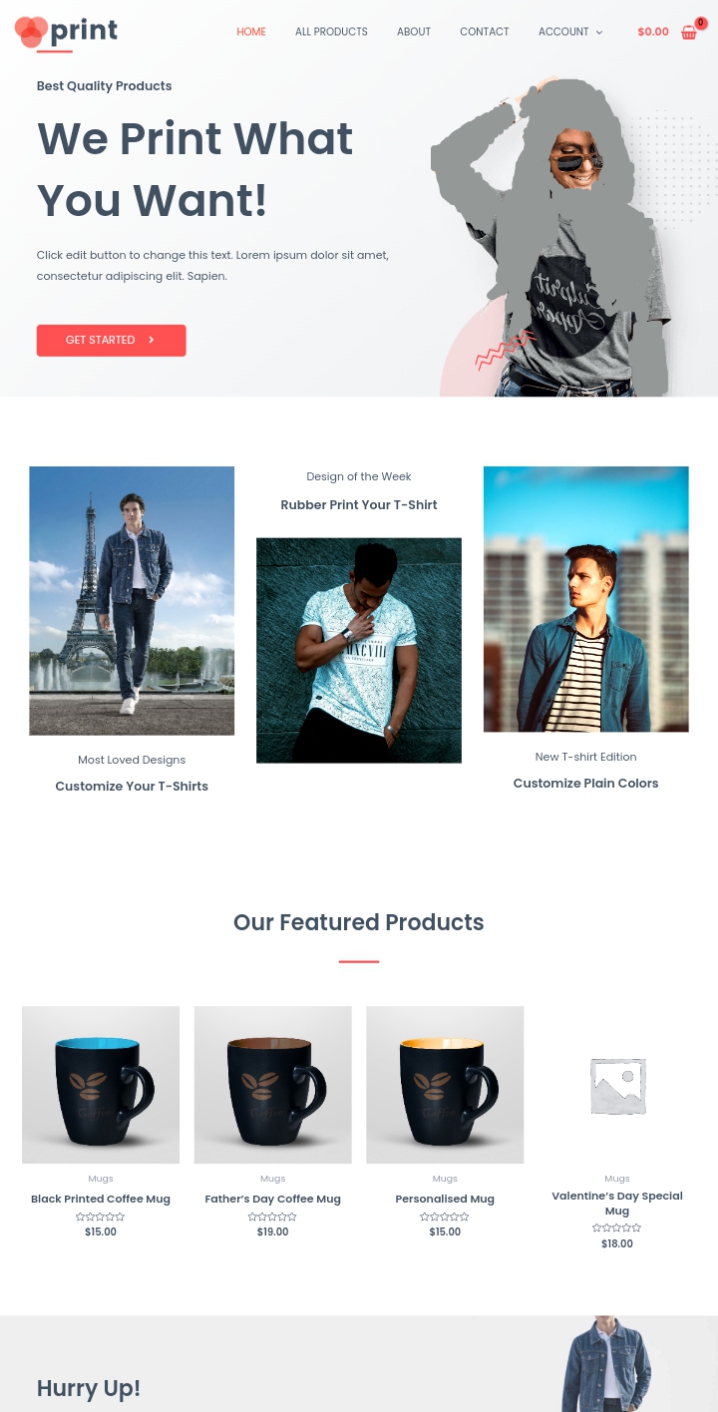 print
HOME
ALL PRODUCTS
ABOUT
CONTACT
ACCOUNT
$0.00
0
Best Quality Products
We Print What
You Want!
Click edit button to change this text. Lorem ipsum dolor sit amet,
consectetur adipiscing elit. Sapien.
GET STARTED
Culprit
Most Loved Designs
Customize Your T-Shirts
Design of the Week
Rubber Print Your T-Shirt
New T-shirt Edition
Customize Plain Colors
Our Featured Products
Mugs
Black Printed Coffee Mug
$15.00
Mugs
Father’s Day Coffee Mug
$19.00
Mugs
Personalised Mug
$15.00
Mugs
Valentine’s Day Special
Mug
$18.00
Hurry Up!